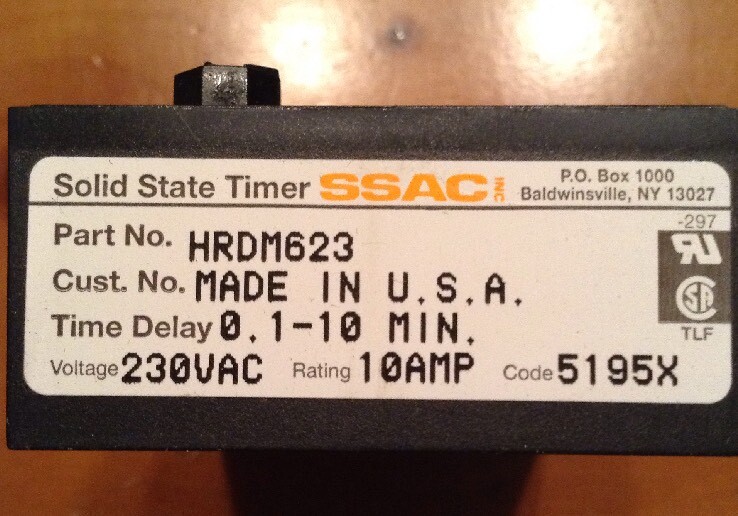 Solid State Timer SSAC INC P.O. Box 1000
Baldwinsville, NY 13027
-297
Part No. HRDM623
Cust. No. MADE IN U.S.A.
Time Delay 0.1-10 MIN.
TLF
Voltage 230VAC Rating 10AMP Code 5195X